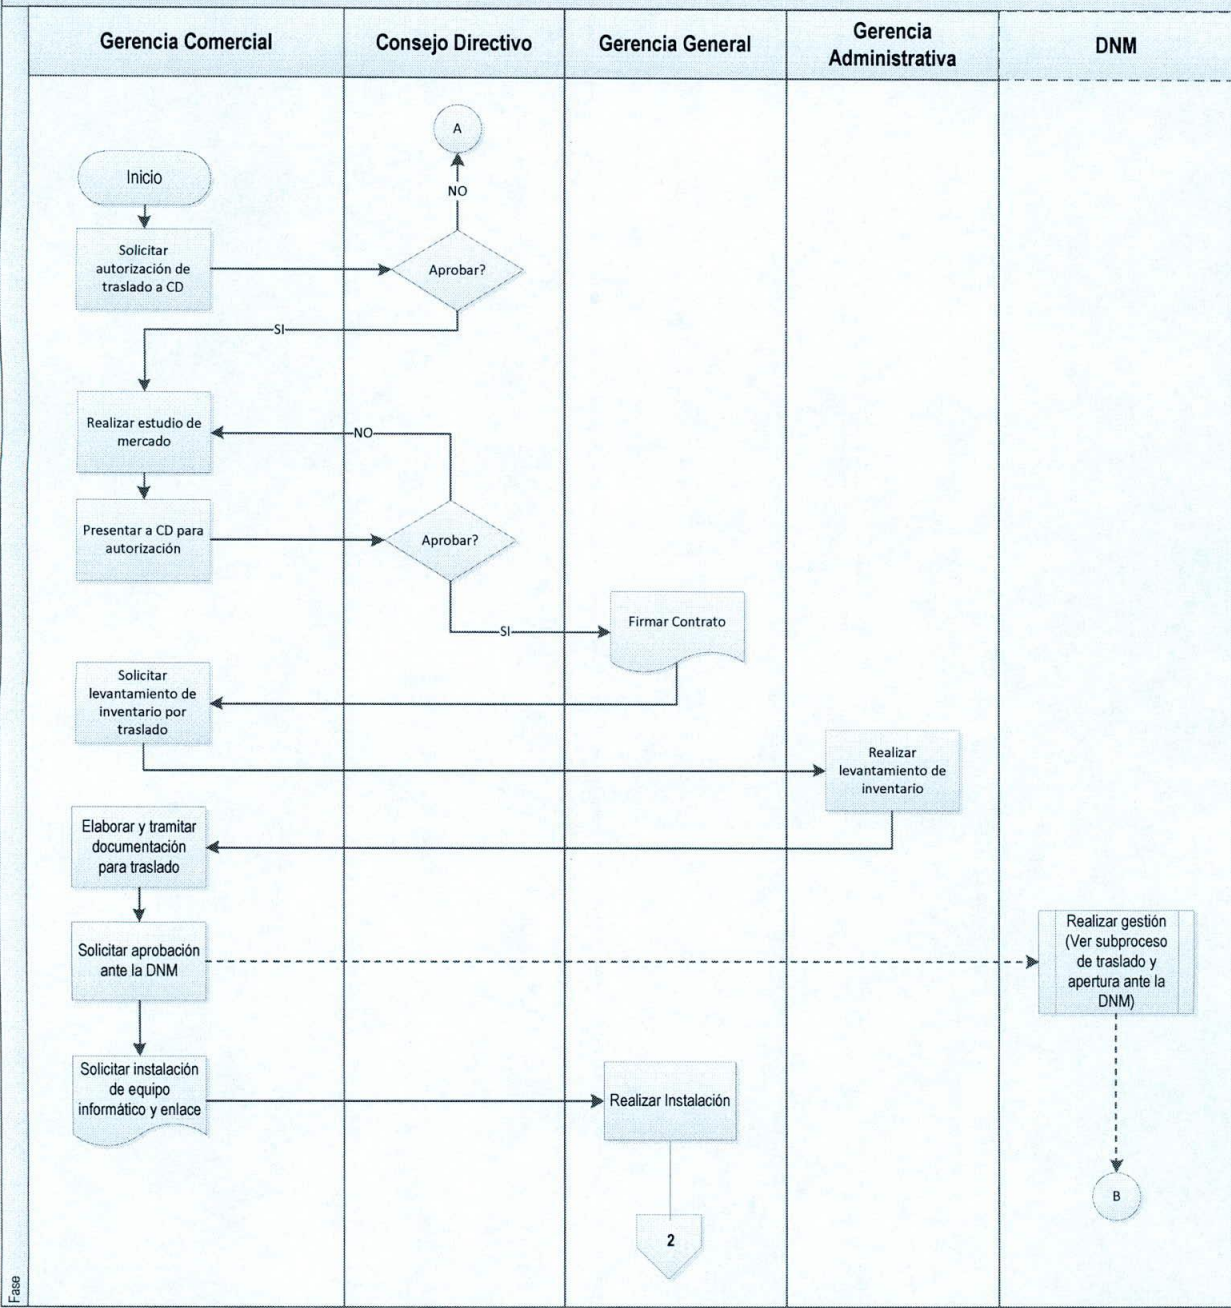 Gerencia Comercial
Consejo Directivo
Gerencia General
Gerencia
Administrativa
DNM
A
NO
Inicio
Solicitar
autorización de
traslado a CD
Aprobar?
SI
Realizar estudio de
mercado
NO
Presentar a CD para
autorización
Aprobar?
SI
Firmar Contrato
Solicitar
levantamiento de
inventario por
traslado
Realizar
levantamiento de
inventario
Elaborar y tramitar
documentación
para traslado
Solicitar aprobación
ante la DNM
Realizar gestión
(Ver subproceso
de traslado y
apertura ante la
DNM)
Solicitar instalación
de equipo
informático y enlace
Realizar Instalación
B
2
Fase